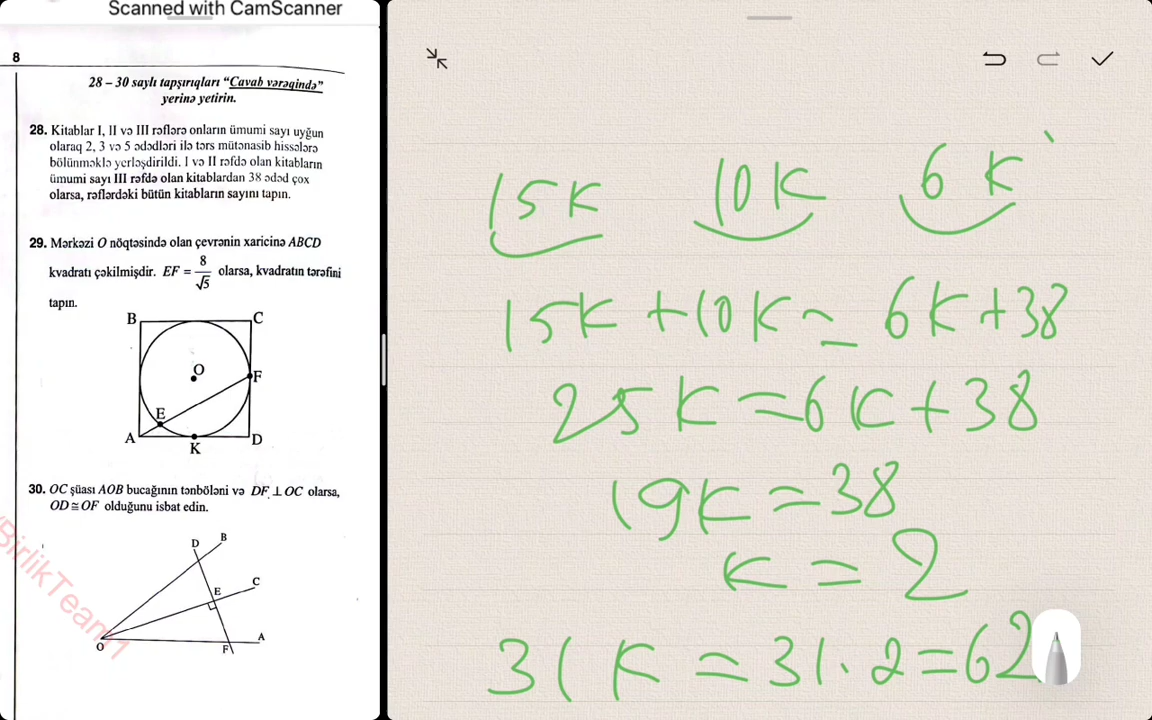 Scanned with CamScanner
8
28 – 30 saylı tapşırıqları “Cavab vərəqində”
yerinə yetirin.
28. Kitablar I, II və III rəflərə onların ümumi sayı uyğun
olaraq 2, 3 və 5 ədədləri ilə tərs mütənasib hissələrə
bölünməklə yerləşdirildi. I və II rəfdə olan kitabların
ümumi sayı III rəfdə olan kitablardan 38 ədəd çox
olarsa, rəflərdəki bütün kitabların sayını tapın.
29. Mərkəzi O nöqtəsində olan çevrənin xaricinə ABCD
kvadratı çəkilmişdir. EF = 8/√5 olarsa, kvadratın tərəfini
tapın.
B C
O
F
E
A K D
30. OC şüası AOB bucağının tənböləni və DF ⊥ OC olarsa,
OD ≅ OF olduğunu isbat edin.
D B
C
E
O F A
15K 10K 6K
15K + 10K = 6K + 38
25K = 6K + 38
19K = 38
K = 2
31K = 31 · 2 = 62